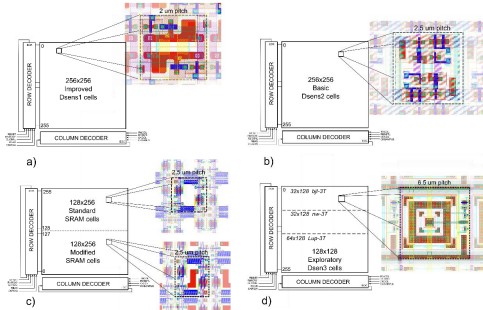 2 um pitch
0
ROW DECODER
256x256
Improved
Dsens1 cells
255
COLUMN DECODER
a)
2.5 um pitch
0
ROW DECODER
256x256
Basic
Dsens2 cells
255
COLUMN DECODER
b)
2.5 um pitch
255
ROW DECODER
128x256
Standard
SRAM cells
128
127
2.5 um pitch
128x256
Modified
SRAM cells
0
COLUMN DECODER
c)
6.5 um pitch
0
32x128 bjt-3T
ROW DECODER
32x128 nw-3T
64x128 Lup-3T
128x128
Exploratory
Dsen3 cells
255
COLUMN DECODER
d)